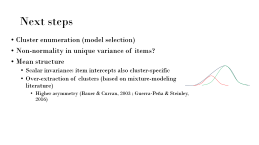 Next steps
• Cluster enumeration (model selection)
• Non-normality in unique variance of items?
• Mean structure
• Scalar invariance: item intercepts also cluster-specific
• Over-extraction of clusters (based on mixture-modeling
literature)
• Higher asymmetry (Bauer & Curran, 2003 ; Guerra-Peña & Steinley,
2016)